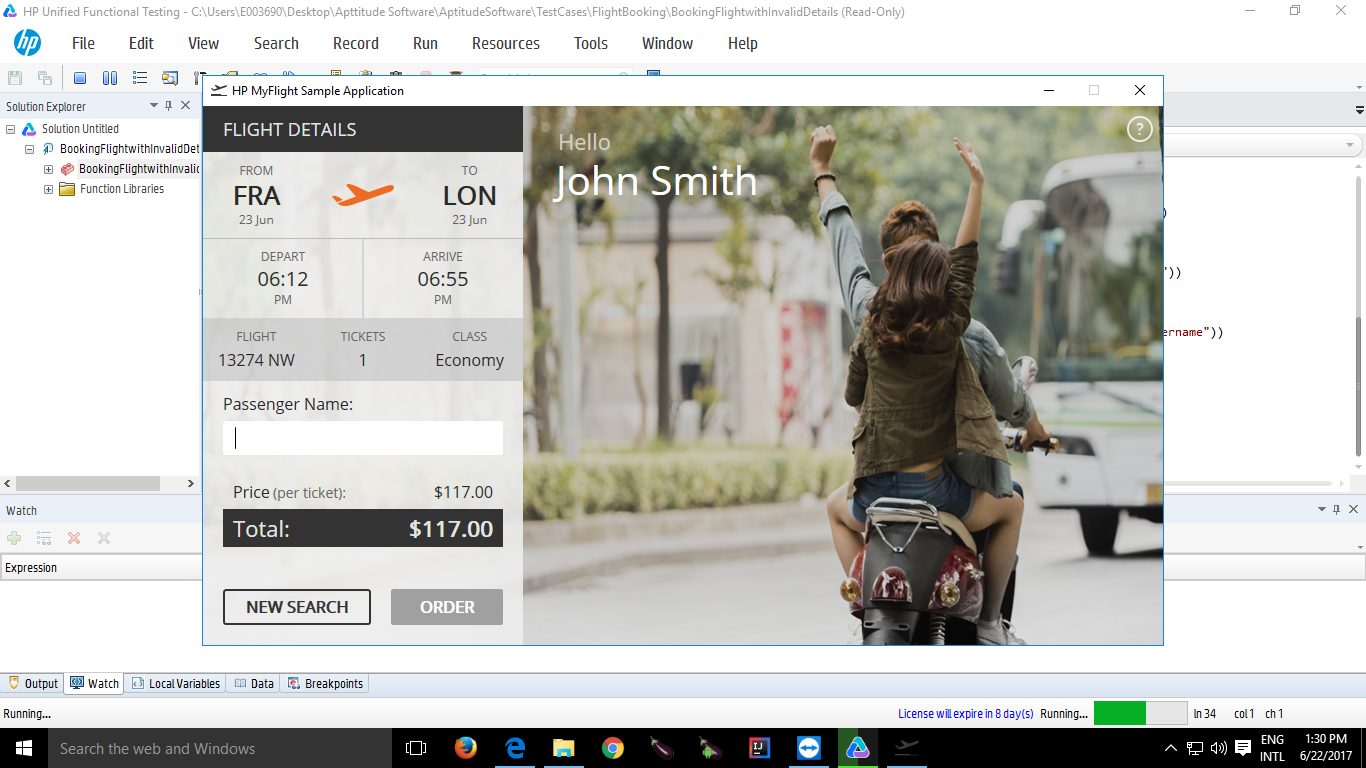 HP Unified Functional Testing - C:\Users\E003690\Desktop\Apttitude Software\AptitudeSoftware\TestCases\FlightBooking\BookingFlightwithInvalidDetails (Read-Only)
hp
File Edit View Search Record Run Resources Tools Window Help
Solution Explorer
HP MyFlight Sample Application
Solution Untitled
BookingFlightwithInvalidDet
BookingFlightwithInvalid
Function Libraries
FLIGHT DETAILS
FROM TO
FRA LON
23 Jun 23 Jun
DEPART ARRIVE
06:12 06:55
PM PM
FLIGHT TICKETS CLASS
13274 NW 1 Economy
Passenger Name:
Price (per ticket): $117.00
Total: $117.00
NEW SEARCH ORDER
Hello
John Smith
?
)
"))
ername"))
Watch
Expression
Output Watch Local Variables Data Breakpoints
Running... License will expire in 8 day(s) Running... ln 34 col 1 ch 1
Search the web and Windows
IJ
ENG
INTL
1:30 PM
6/22/2017